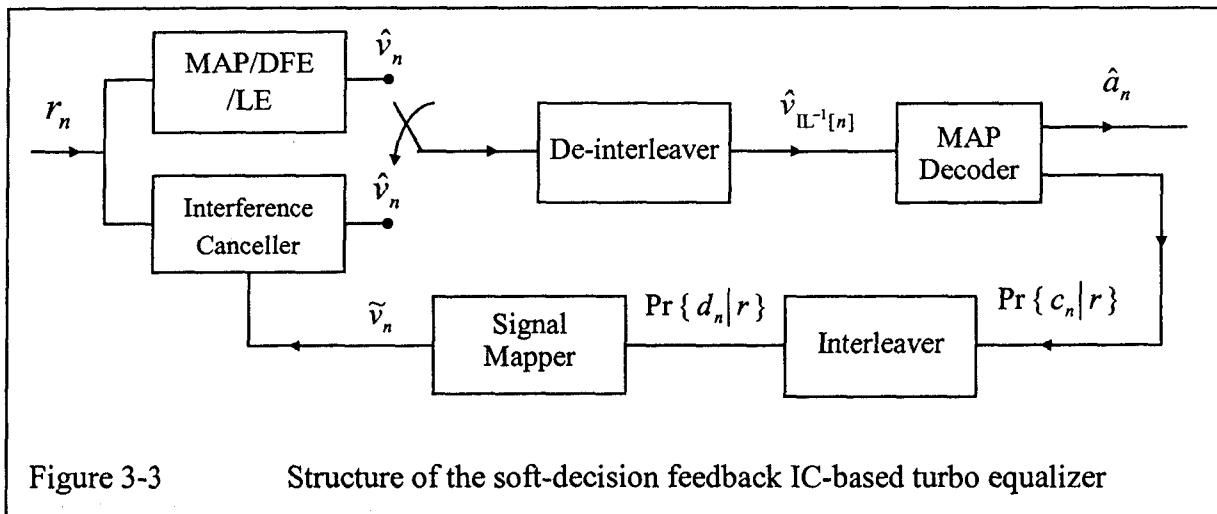 MAP/DFE
/LE
v̂ₙ
rₙ
De-interleaver
v̂_IL⁻¹[n]
MAP
Decoder
âₙ
Interference
Canceller
v̂ₙ
ṽₙ
Signal
Mapper
Pr{dₙ|r}
Interleaver
Pr{cₙ|r}
Figure 3-3 Structure of the soft-decision feedback IC-based turbo equalizer